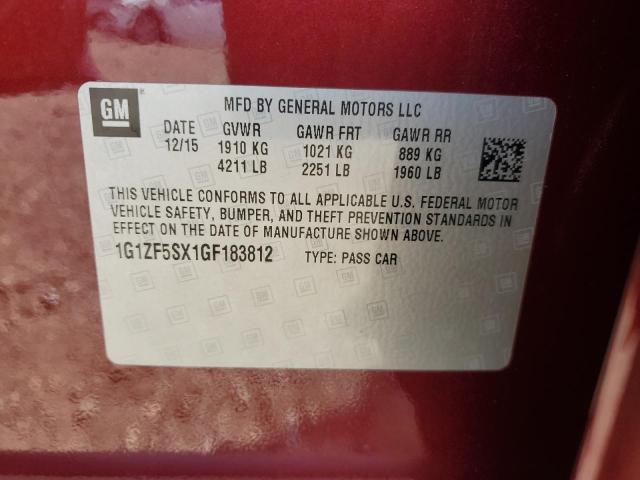 GM
MFD BY GENERAL MOTORS LLC
DATE GVWR GAWR FRT GAWR RR
12/15 1910 KG 1021 KG 889 KG
4211 LB 2251 LB 1960 LB
THIS VEHICLE CONFORMS TO ALL APPLICABLE U.S. FEDERAL MOTOR
VEHICLE SAFETY, BUMPER, AND THEFT PREVENTION STANDARDS IN
EFFECT ON THE DATE OF MANUFACTURE SHOWN ABOVE.
1G1ZF5SX1GF183812 TYPE: PASS CAR